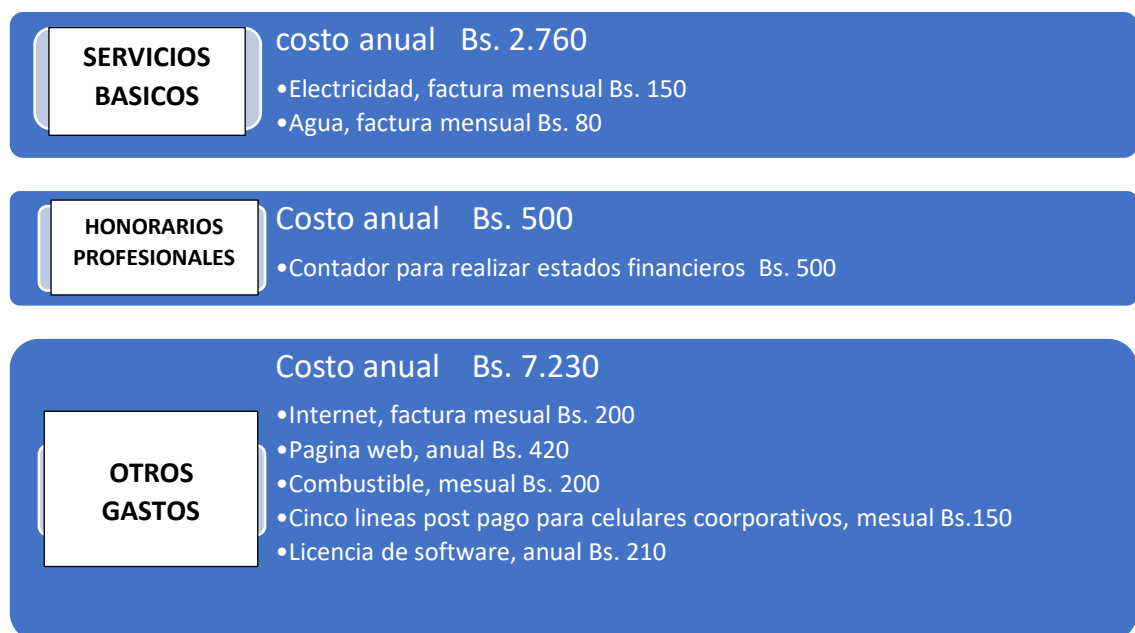 SERVICIOS
BASICOS
costo anual Bs. 2.760
•Electricidad, factura mensual Bs. 150
•Agua, factura mensual Bs. 80
HONORARIOS
PROFESIONALES
Costo anual Bs. 500
•Contador para realizar estados financieros Bs. 500
OTROS
GASTOS
Costo anual Bs. 7.230
•Internet, factura mesual Bs. 200
•Pagina web, anual Bs. 420
•Combustible, mesual Bs. 200
•Cinco lineas post pago para celulares coorporativos, mesual Bs.150
•Licencia de software, anual Bs. 210